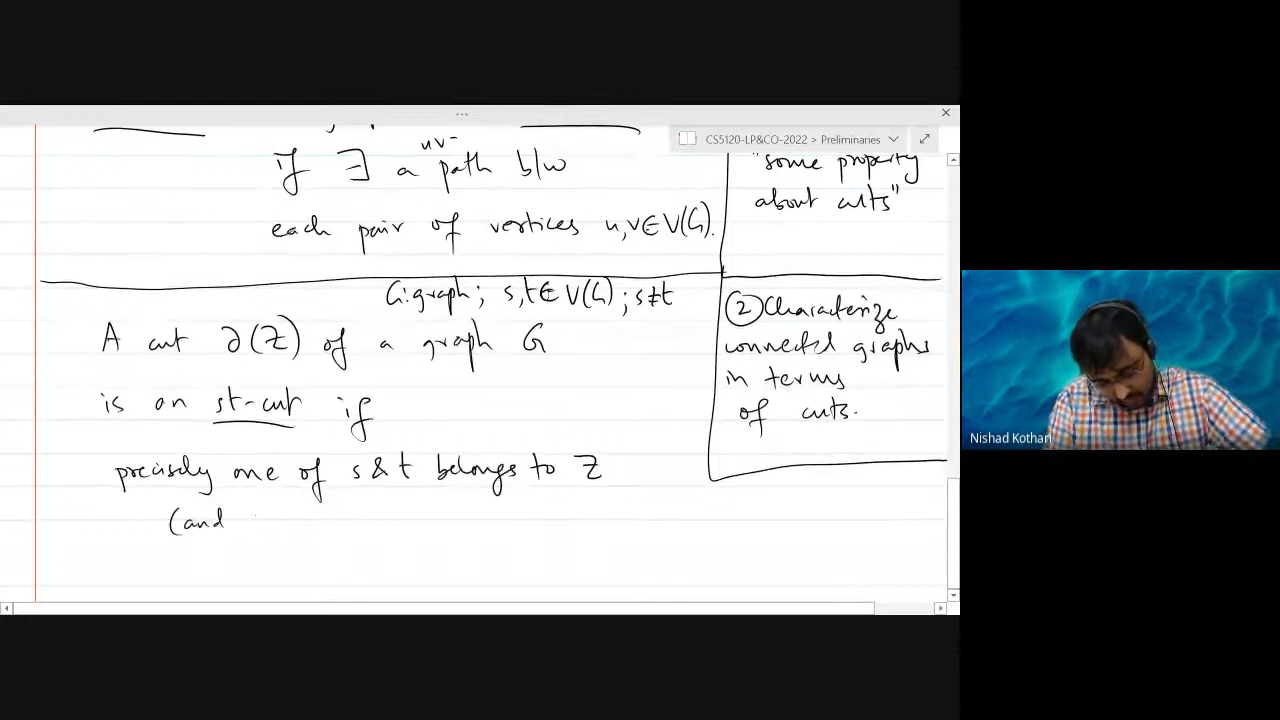 CS5120-LP&CO-2022 > Preliminaries
uv-
if ∃ a path b/w
each pair of vertices u,v∈V(G).
"some property
about cuts"
G:graph; s,t∈V(G); s≠t
A cut ∂(Z) of a graph G
is an st-cut if
precisely one of s & t belongs to Z
(and
②Characterize
connected graphs
in terms
of cuts.
Nishad Kothari